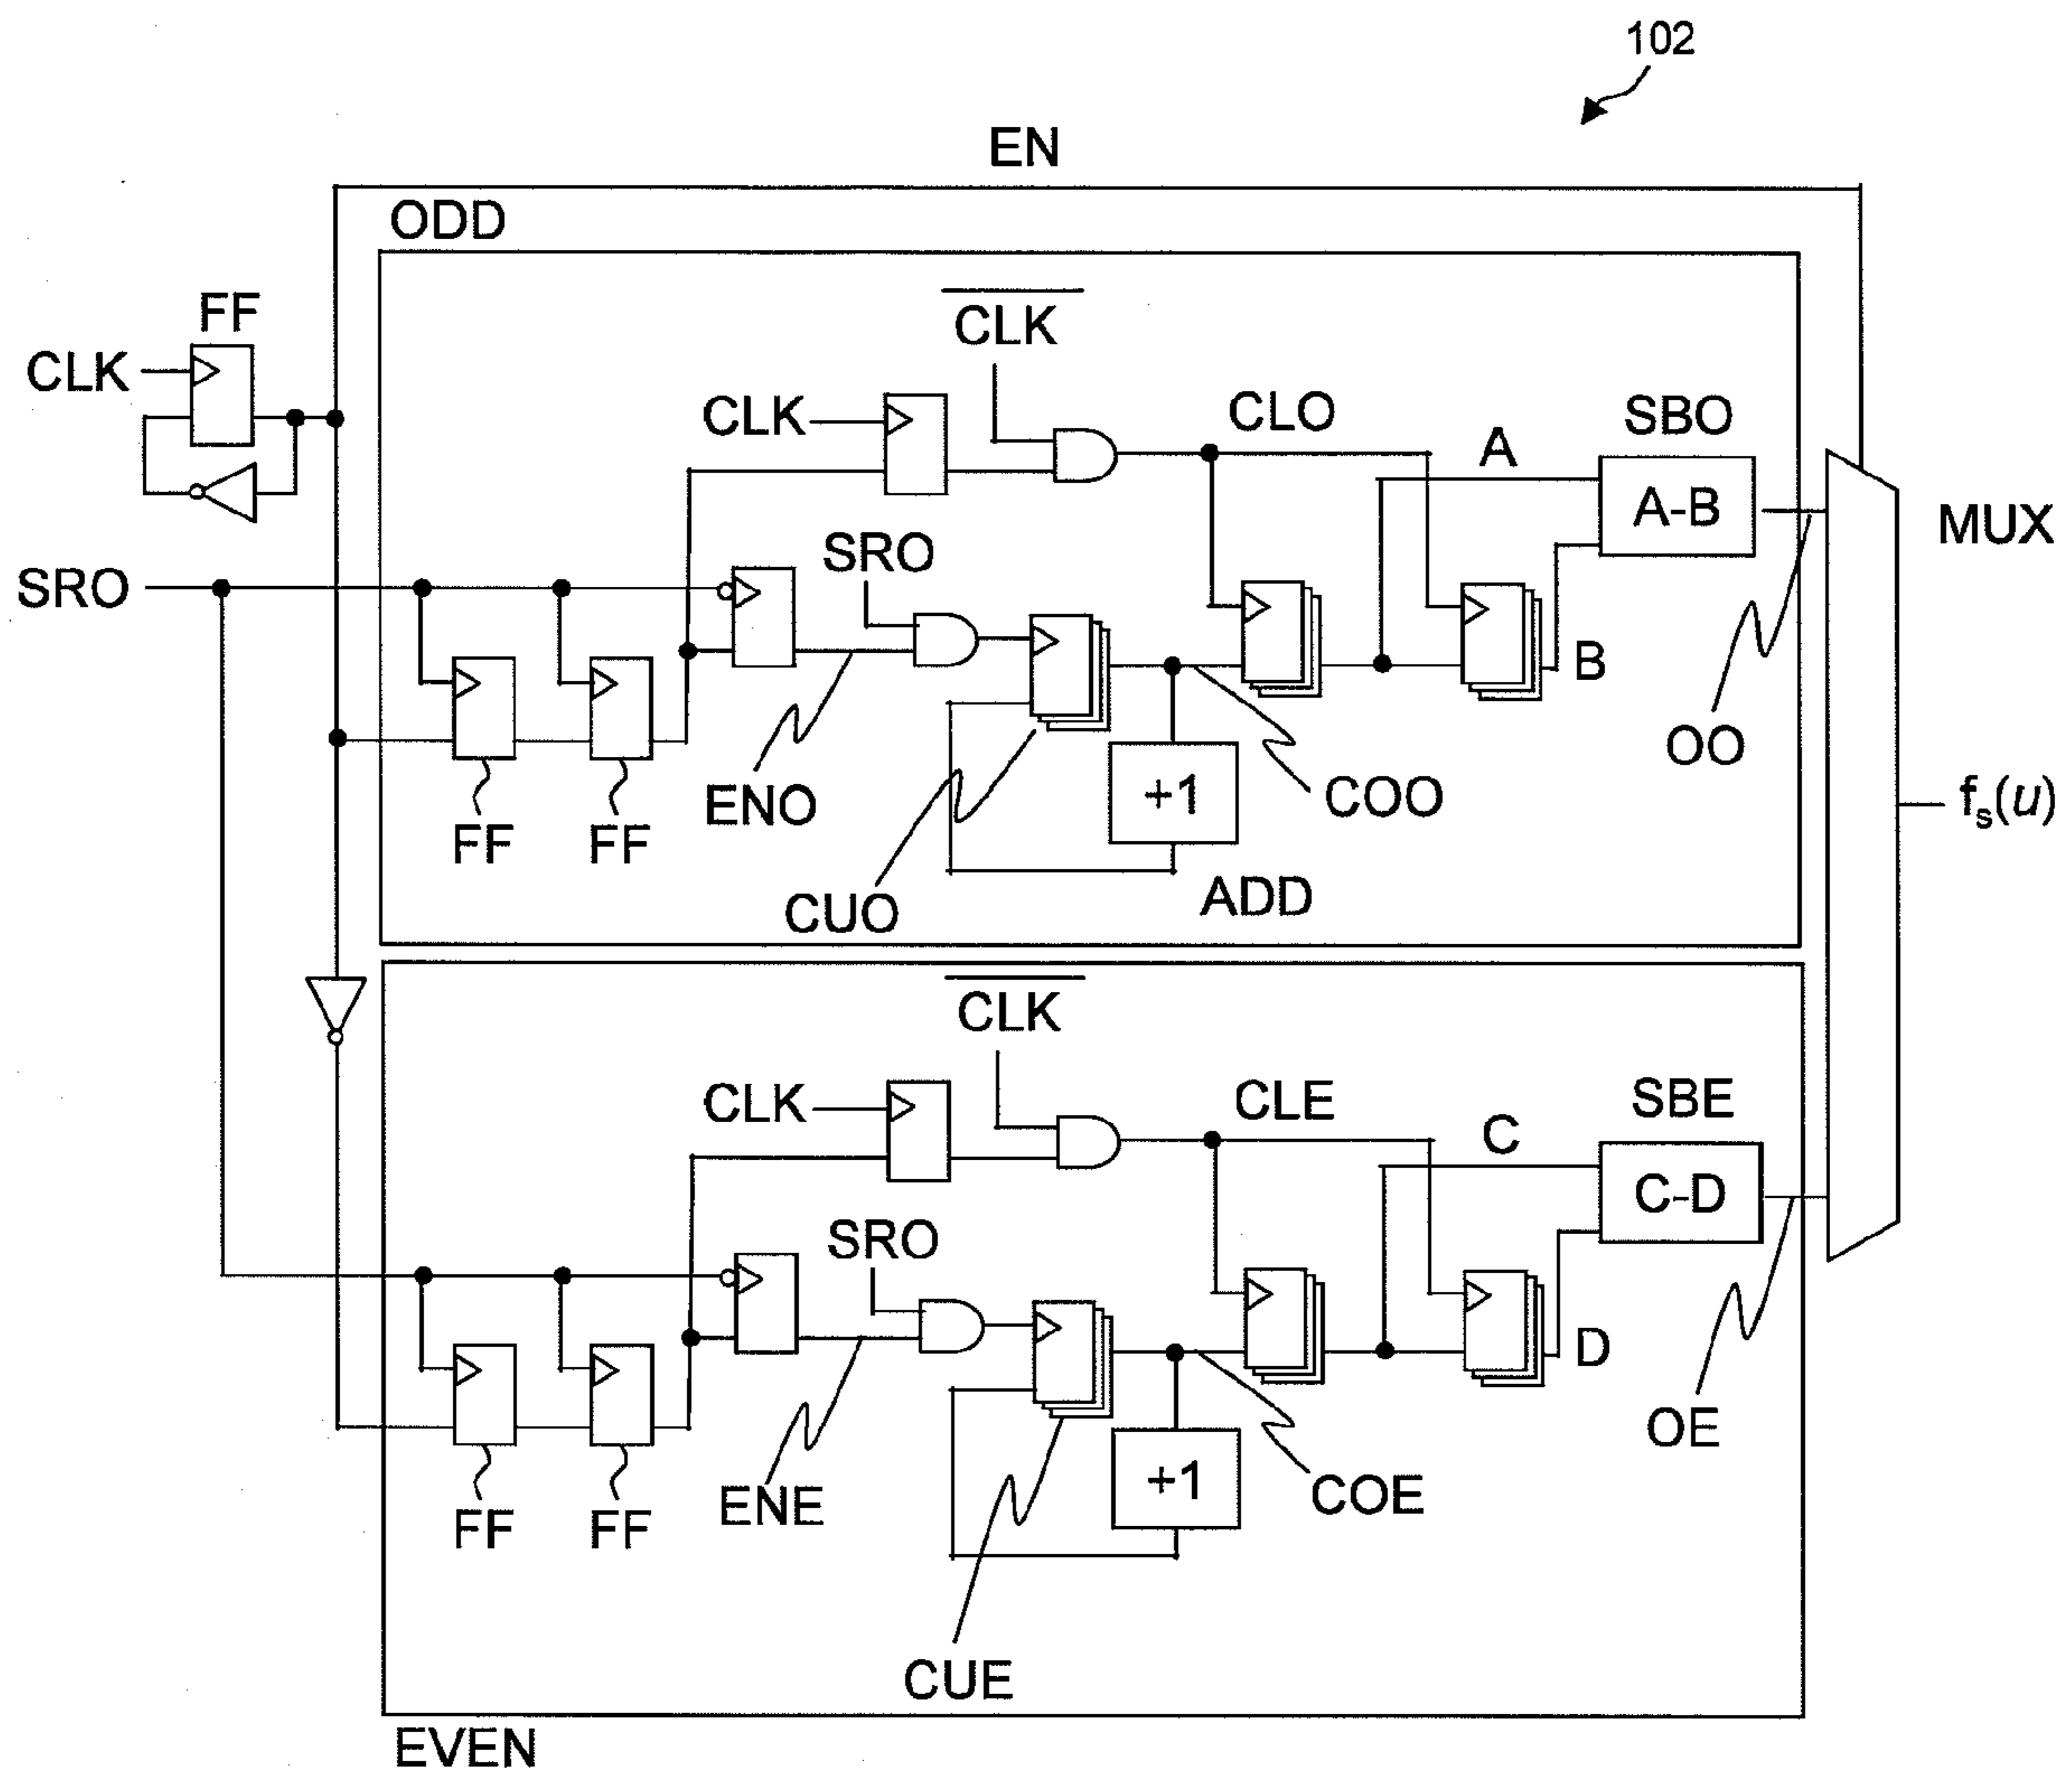 102
EN
ODD
FF
CLK
CLK
CLK
CLO
A
SBO
A-B
MUX
SRO
SRO
B
OO
ENO
COO
+1
fs(u)
FF
FF
CUO
ADD
CLK
CLK
CLE
C
SBE
C-D
SRO
D
OE
ENE
COE
+1
FF
FF
CUE
EVEN